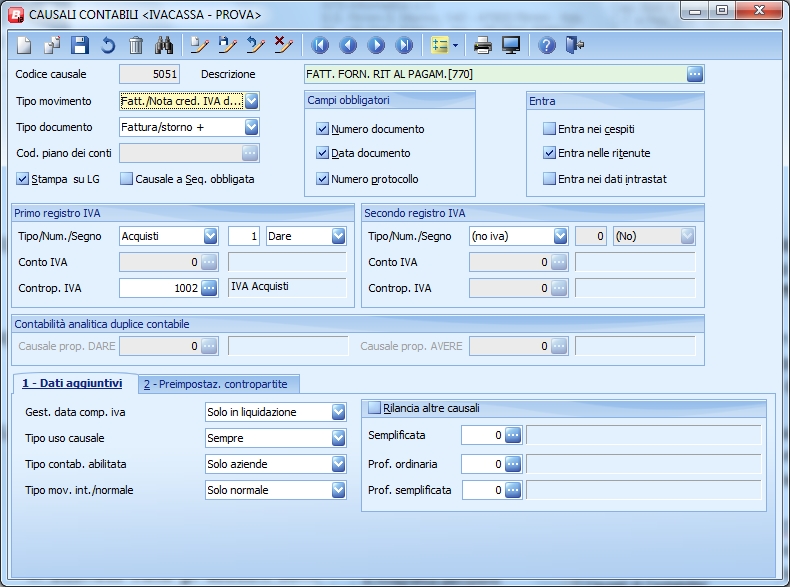 CAUSALI CONTABILI <IVACASSA - PROVA>
Codice causale 5051 Descrizione FATT. FORN. RIT AL PAGAM.[770]
Tipo movimento Fatt./Nota cred. IVA d... Campi obbligatori Entra
Tipo documento Fattura/storno + Numero documento Entra nei cespiti
Cod. piano dei conti Data documento Entra nelle ritenute
Stampa su LG Causale a Seq. obbligata Numero protocollo Entra nei dati intrastat
Primo registro IVA Secondo registro IVA
Tipo/Num./Segno Acquisti 1 Dare Tipo/Num./Segno (no iva) 0 (No)
Conto IVA 0 Conto IVA 0
Controp. IVA 1002 IVA Acquisti Controp. IVA 0
Contabilità analitica duplice contabile
Causale prop. DARE 0 Causale prop. AVERE 0
1 - Dati aggiuntivi 2 - Preimpostaz. contropartite
Gest. data comp. iva Solo in liquidazione Rilancia altre causali
Tipo uso causale Sempre Semplificata 0
Tipo contab. abilitata Solo aziende Prof. ordinaria 0
Tipo mov. int./normale Solo normale Prof. semplificata 0